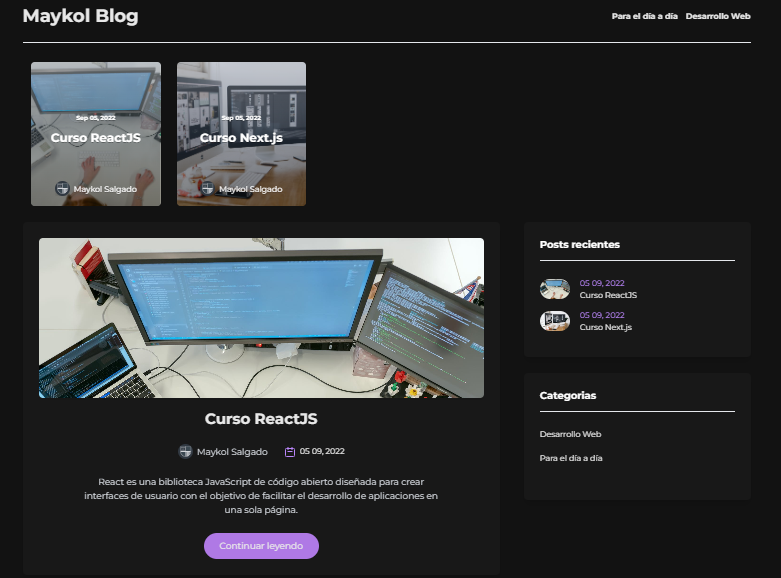 Maykol Blog
Para el día a día Desarrollo Web
Sep 05, 2022
Curso ReactJS
Maykol Salgado
Sep 05, 2022
Curso Next.js
Maykol Salgado
Curso ReactJS
Maykol Salgado 05 09, 2022
React es una biblioteca JavaScript de código abierto diseñada para crear
interfaces de usuario con el objetivo de facilitar el desarrollo de aplicaciones en
una sola página.
Continuar leyendo
Posts recientes
05 09, 2022
Curso ReactJS
05 09, 2022
Curso Next.js
Categorias
Desarrollo Web
Para el día a día